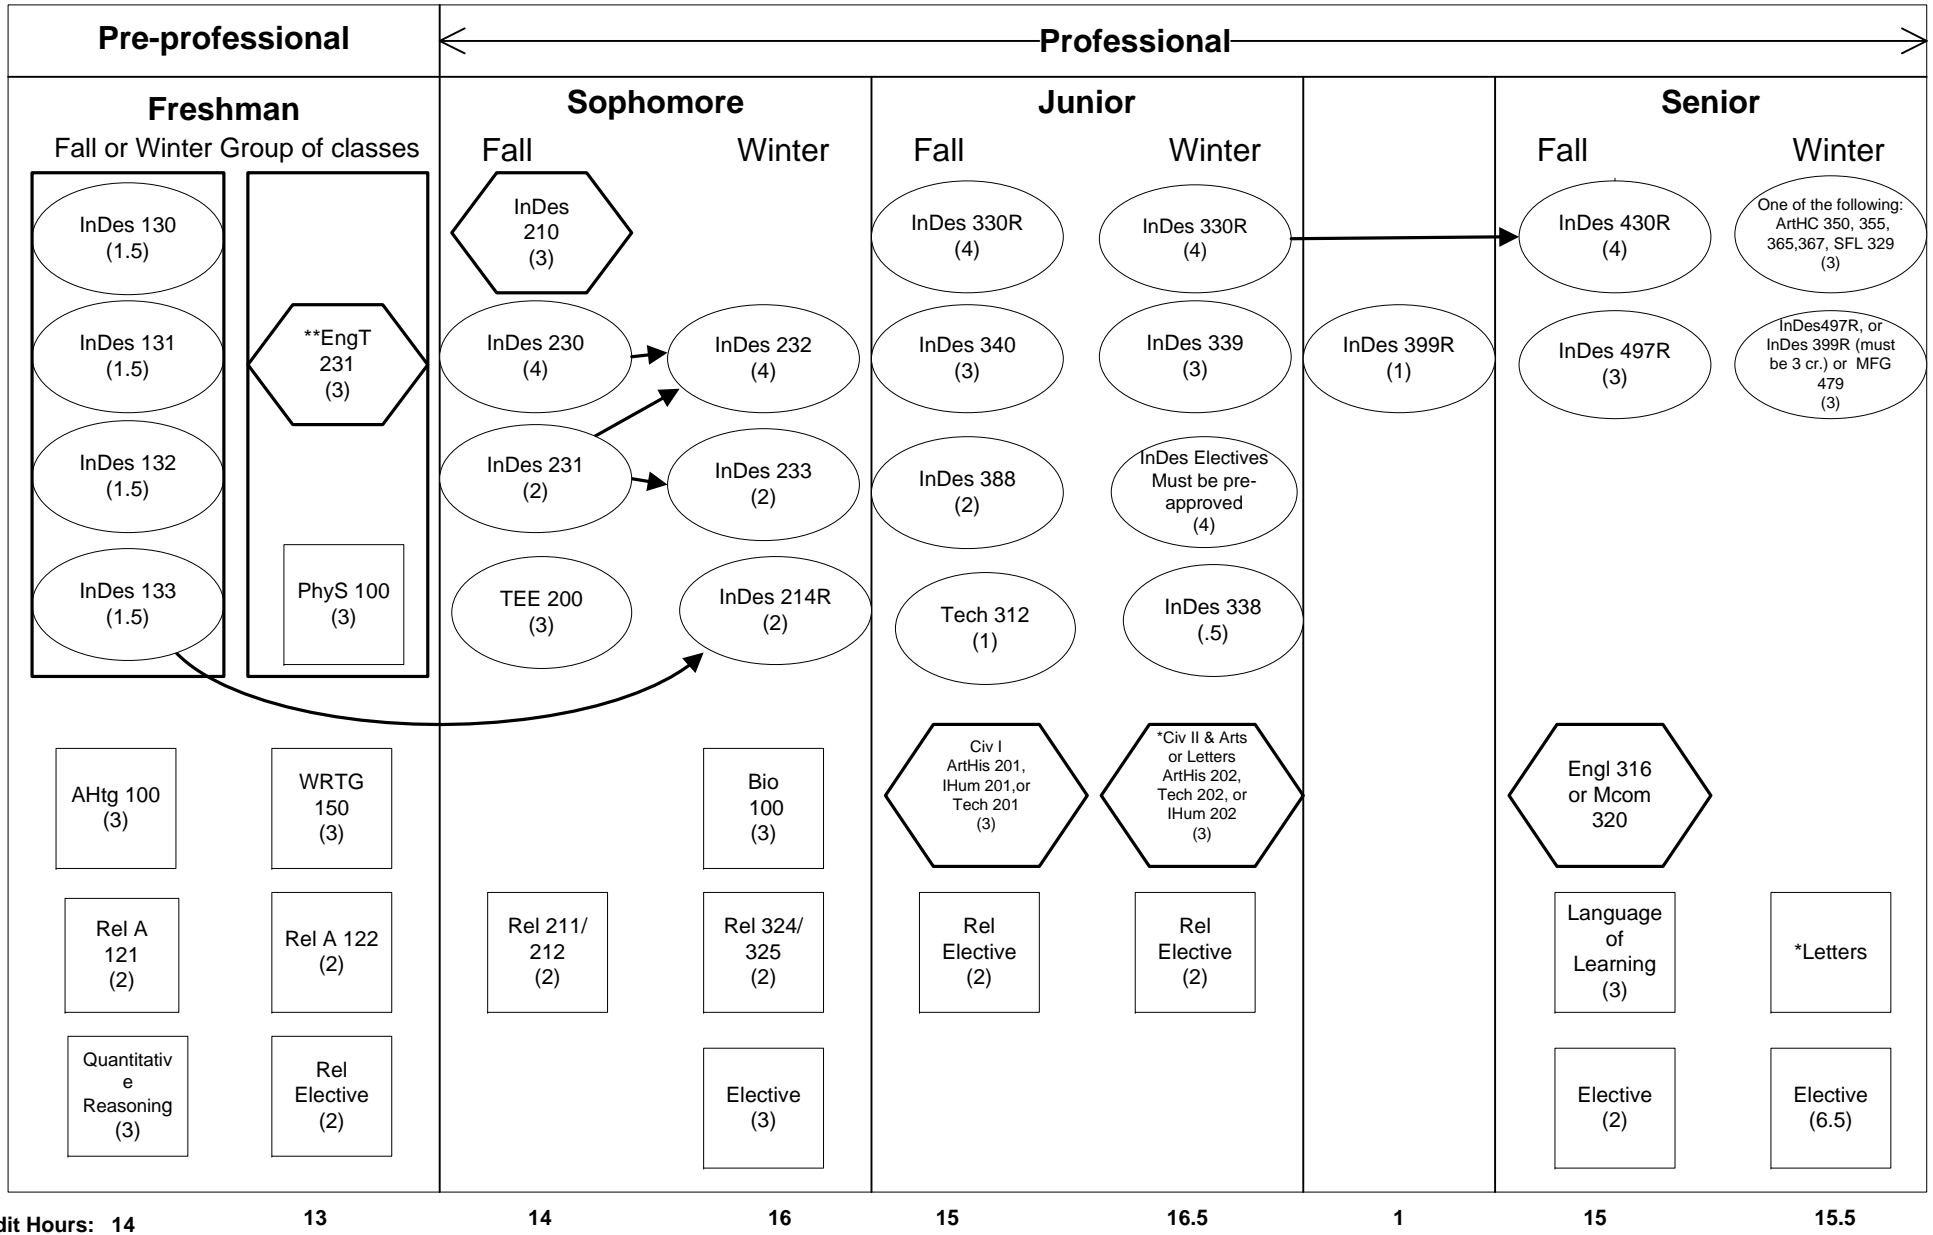 Pre-professional
Professional
Freshman
Fall or Winter Group of classes
Sophomore
Fall
Winter
Junior
Fall
Winter
Senior
Fall
Winter
InDes 130
(1.5)
InDes 131
(1.5)
InDes 132
(1.5)
InDes 133
(1.5)
**EngT
231
(3)
PhyS 100
(3)
AHtg 100
(3)
WRTG
150
(3)
Rel A
121
(2)
Rel A 122
(2)
Quantitativ
e
Reasoning
(3)
Rel
Elective
(2)
InDes
210
(3)
InDes 230
(4)
InDes 231
(2)
TEE 200
(3)
Rel 211/
212
(2)
InDes 232
(4)
InDes 233
(2)
InDes 214R
(2)
Bio
100
(3)
Rel 324/
325
(2)
Elective
(3)
InDes 330R
(4)
InDes 340
(3)
InDes 388
(2)
Tech 312
(1)
Civ I
ArtHis 201,
IHum 201,or
Tech 201
(3)
Rel
Elective
(2)
InDes 330R
(4)
InDes 339
(3)
InDes Electives
Must be pre-
approved
(4)
InDes 338
(.5)
*Civ II & Arts
or Letters
ArtHis 202,
Tech 202, or
IHum 202
(3)
Rel
Elective
(2)
InDes 399R
(1)
InDes 430R
(4)
InDes 497R
(3)
Engl 316
or Mcom
320
Language
of
Learning
(3)
Elective
(2)
One of the following:
ArtHC 350, 355,
365,367, SFL 329
(3)
InDes497R, or
InDes 399R (must
be 3 cr.) or MFG
479
(3)
*Letters
Elective
(6.5)
dit Hours: 14
13
14
16
15
16.5
1
15
15.5